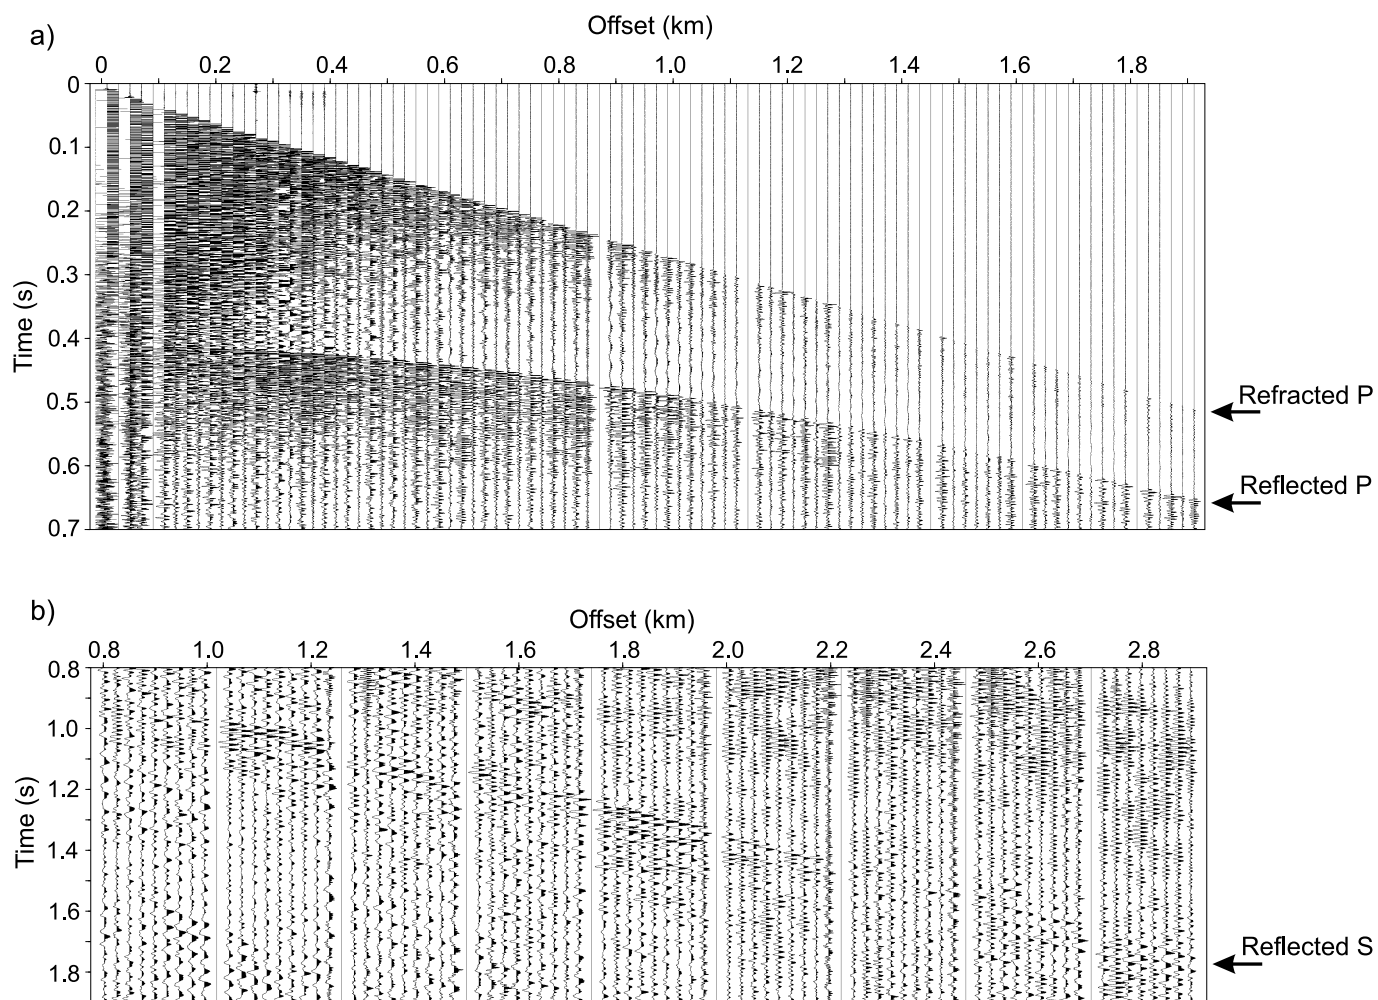 a)
Offset (km)
0 0.2 0.4 0.6 0.8 1.0 1.2 1.4 1.6 1.8
0
0.1
0.2
0.3
0.4
0.5
0.6
0.7
Time (s)
Refracted P
Reflected P
b)
Offset (km)
0.8 1.0 1.2 1.4 1.6 1.8 2.0 2.2 2.4 2.6 2.8
0.8
1.0
1.2
1.4
1.6
1.8
Time (s)
Reflected S